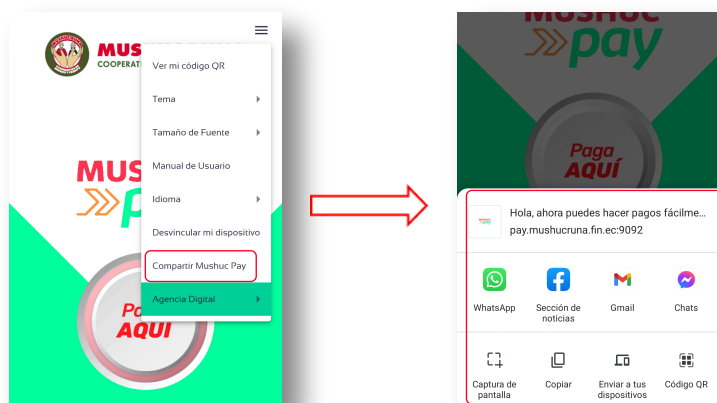 MUS
COOPERATI
Ver mi código QR
Tema
Tamaño de Fuente
Manual de Usuario
Idioma
Desvincular mi dispositivo
Compartir Mushuc Pay
Agencia Digital
MUS
AQUÍ
MUSHUC
pay
Paga
AQUÍ
Hola, ahora puedes hacer pagos fácilme...
pay.mushucruna.fin.ec:9092
WhatsApp
Sección de
noticias
Gmail
Chats
Captura de
pantalla
Copiar
Enviar a tus
dispositivos
Código QR